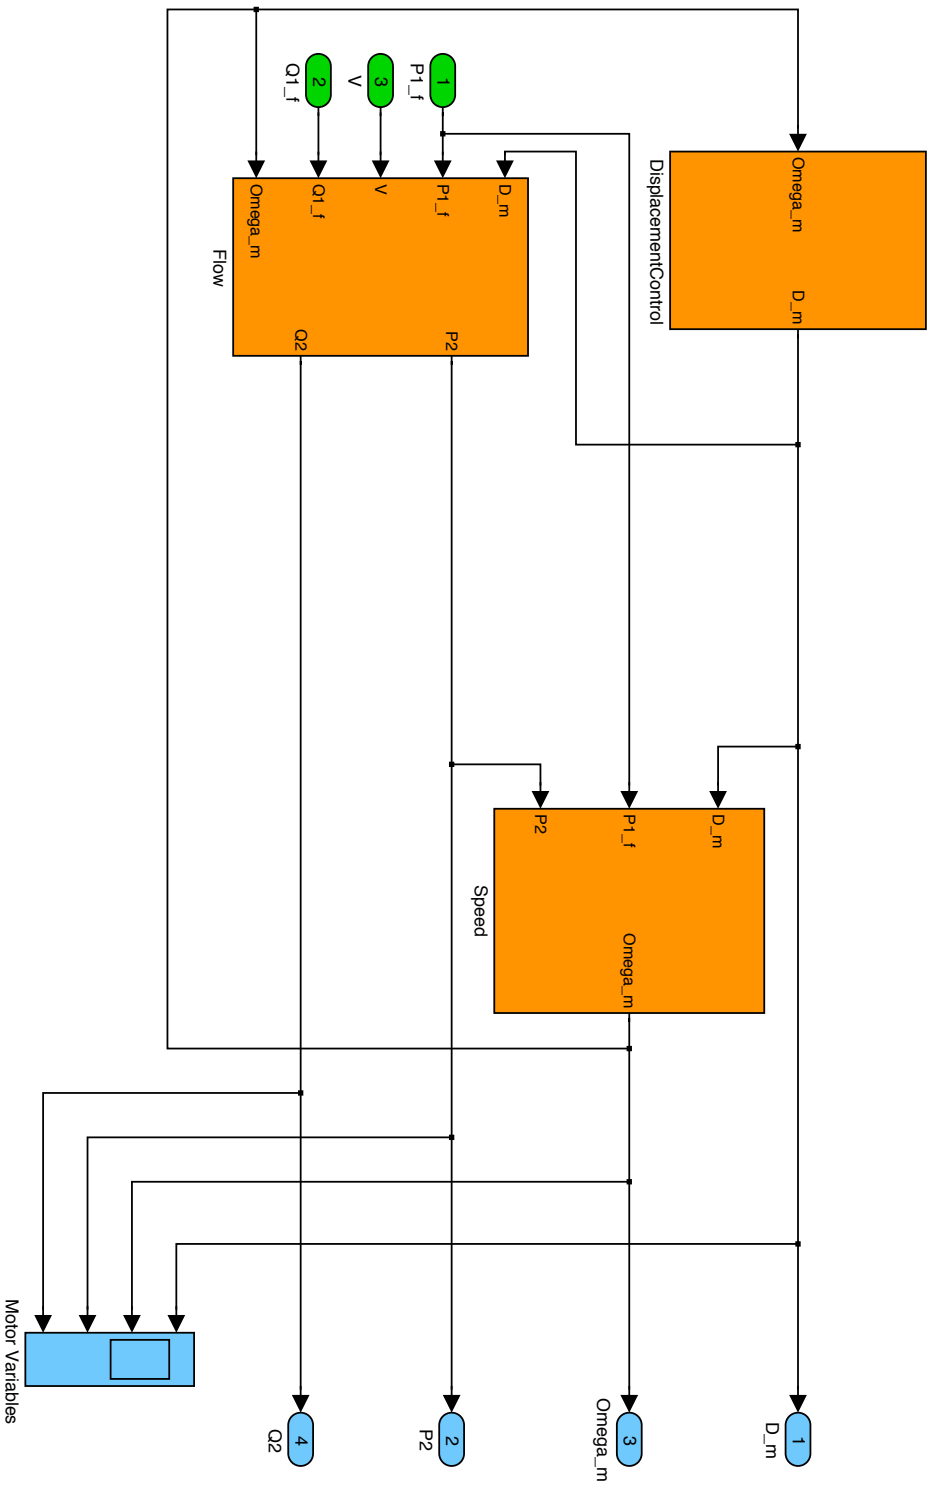 Omega_m
D_m
DisplacementControl
1
D_m
D_m
P1_f
P2
Omega_m
Speed
3
Omega_m
1
P1_f
3
V
2
Q1_f
D_m
P1_f
V
Q1_f
Omega_m
P2
Q2
Flow
2
P2
4
Q2
Motor Variables